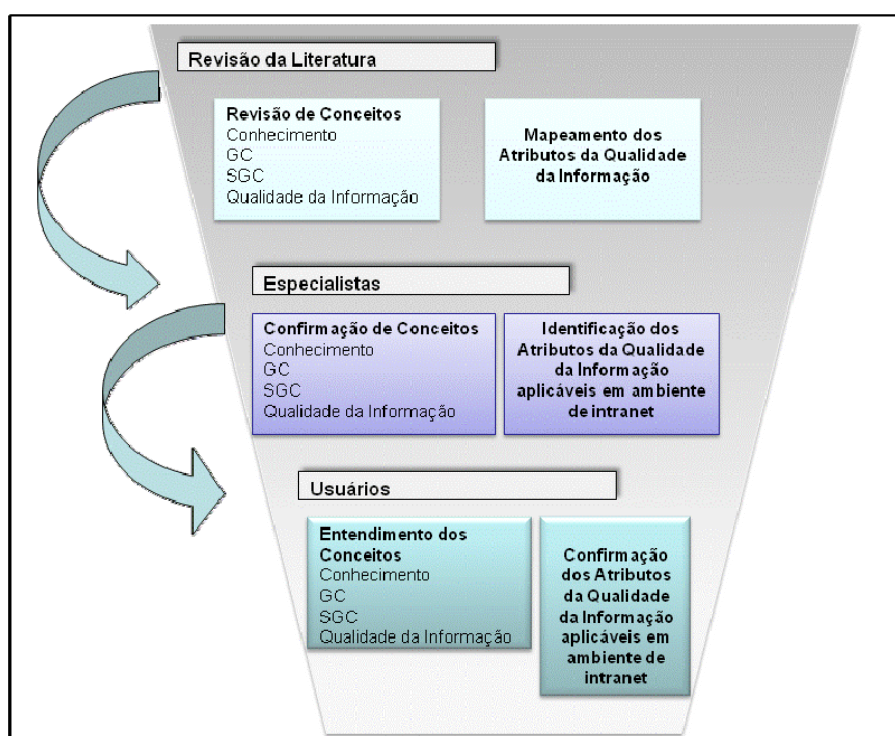 Revisão da Literatura
Revisão de Conceitos
Conhecimento
GC
SGC
Qualidade da Informação
Mapeamento dos
Atributos da Qualidade
da Informação
Especialistas
Confirmação de Conceitos
Conhecimento
GC
SGC
Qualidade da Informação
Identificação dos
Atributos da Qualidade
da Informação
aplicáveis em ambiente
de intranet
Usuários
Entendimento dos
Conceitos
Conhecimento
GC
SGC
Qualidade da Informação
Confirmação
dos Atributos
da Qualidade
da Informação
aplicáveis em
ambiente de
intranet